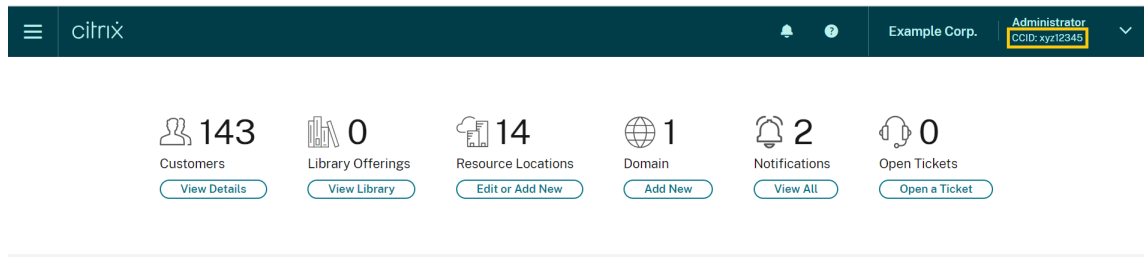 citrix
Example Corp.
Administrator
CCID: xyz12345
143
0
14
1
2
0
Customers
Library Offerings
Resource Locations
Domain
Notifications
Open Tickets
View Details
View Library
Edit or Add New
Add New
View All
Open a Ticket